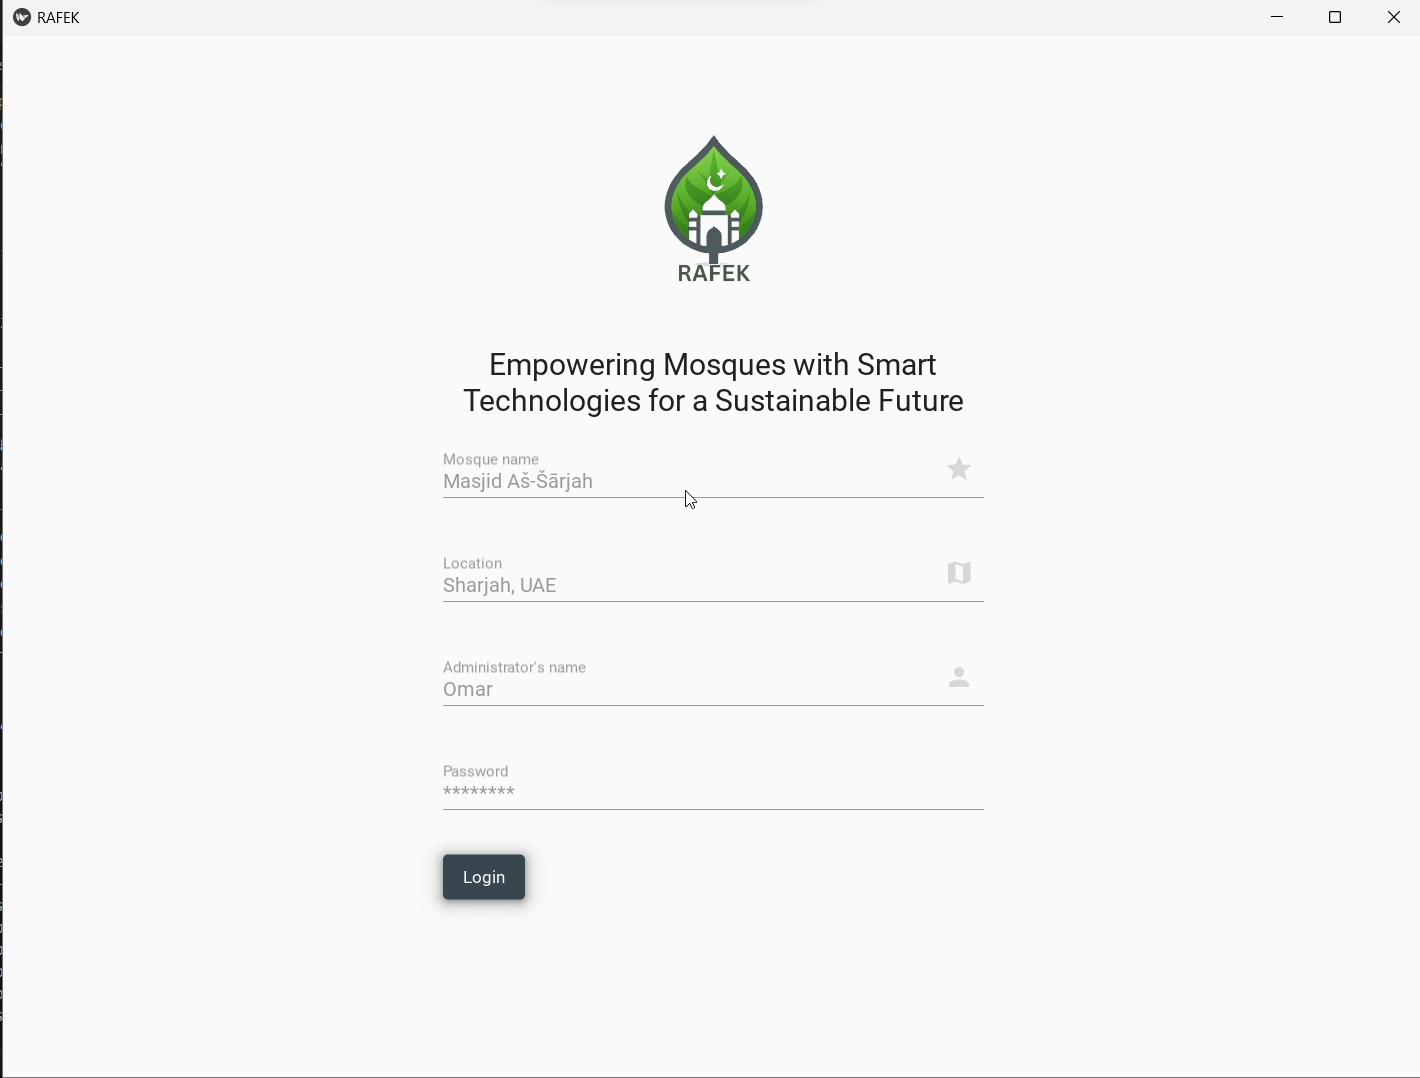 RAFEK
RAFEK
Empowering Mosques with Smart
Technologies for a Sustainable Future
Mosque name
Masjid Aš-Šārjah
Location
Sharjah, UAE
Administrator's name
Omar
Password
********
Login